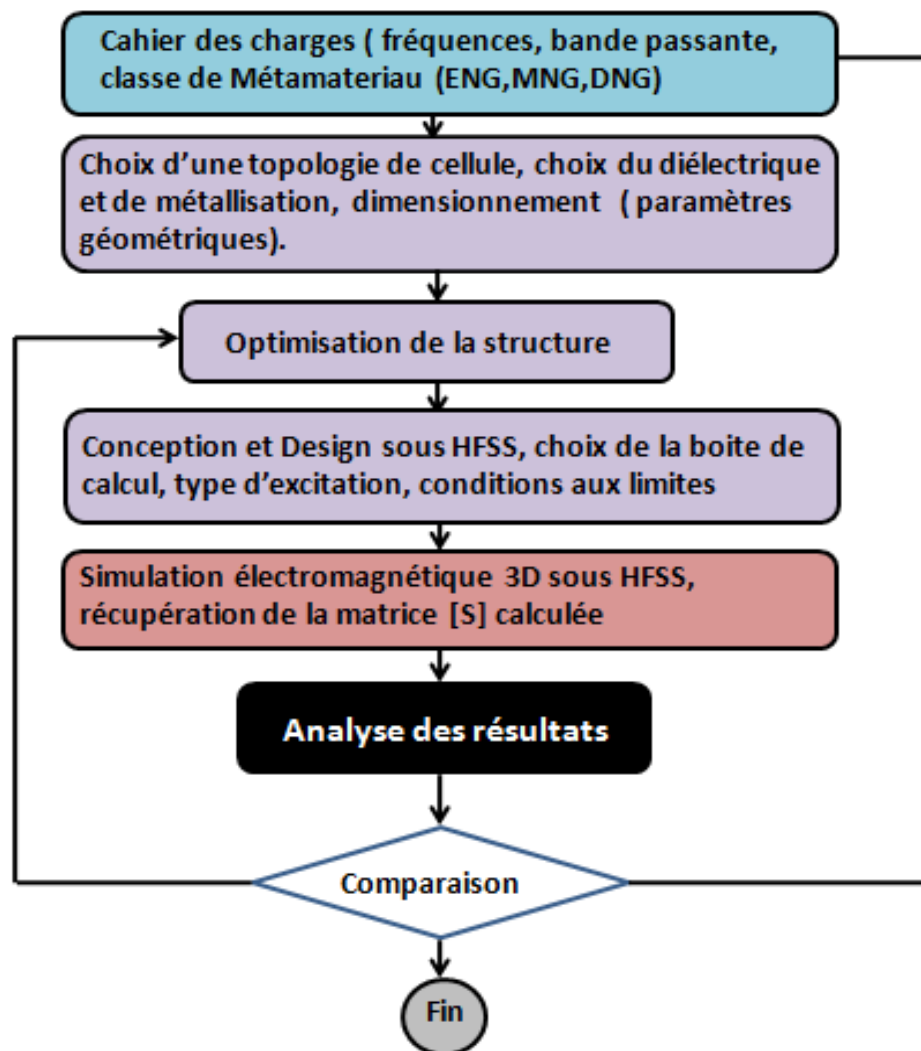 Cahier des charges ( fréquences, bande passante,
classe de Métamateriau (ENG,MNG,DNG)
Choix d’une topologie de cellule, choix du diélectrique
et de métallisation, dimensionnement ( paramètres
géométriques).
Optimisation de la structure
Conception et Design sous HFSS, choix de la boite de
calcul, type d’excitation, conditions aux limites
Simulation électromagnétique 3D sous HFSS,
récupération de la matrice [S] calculée
Analyse des résultats
Comparaison
Fin